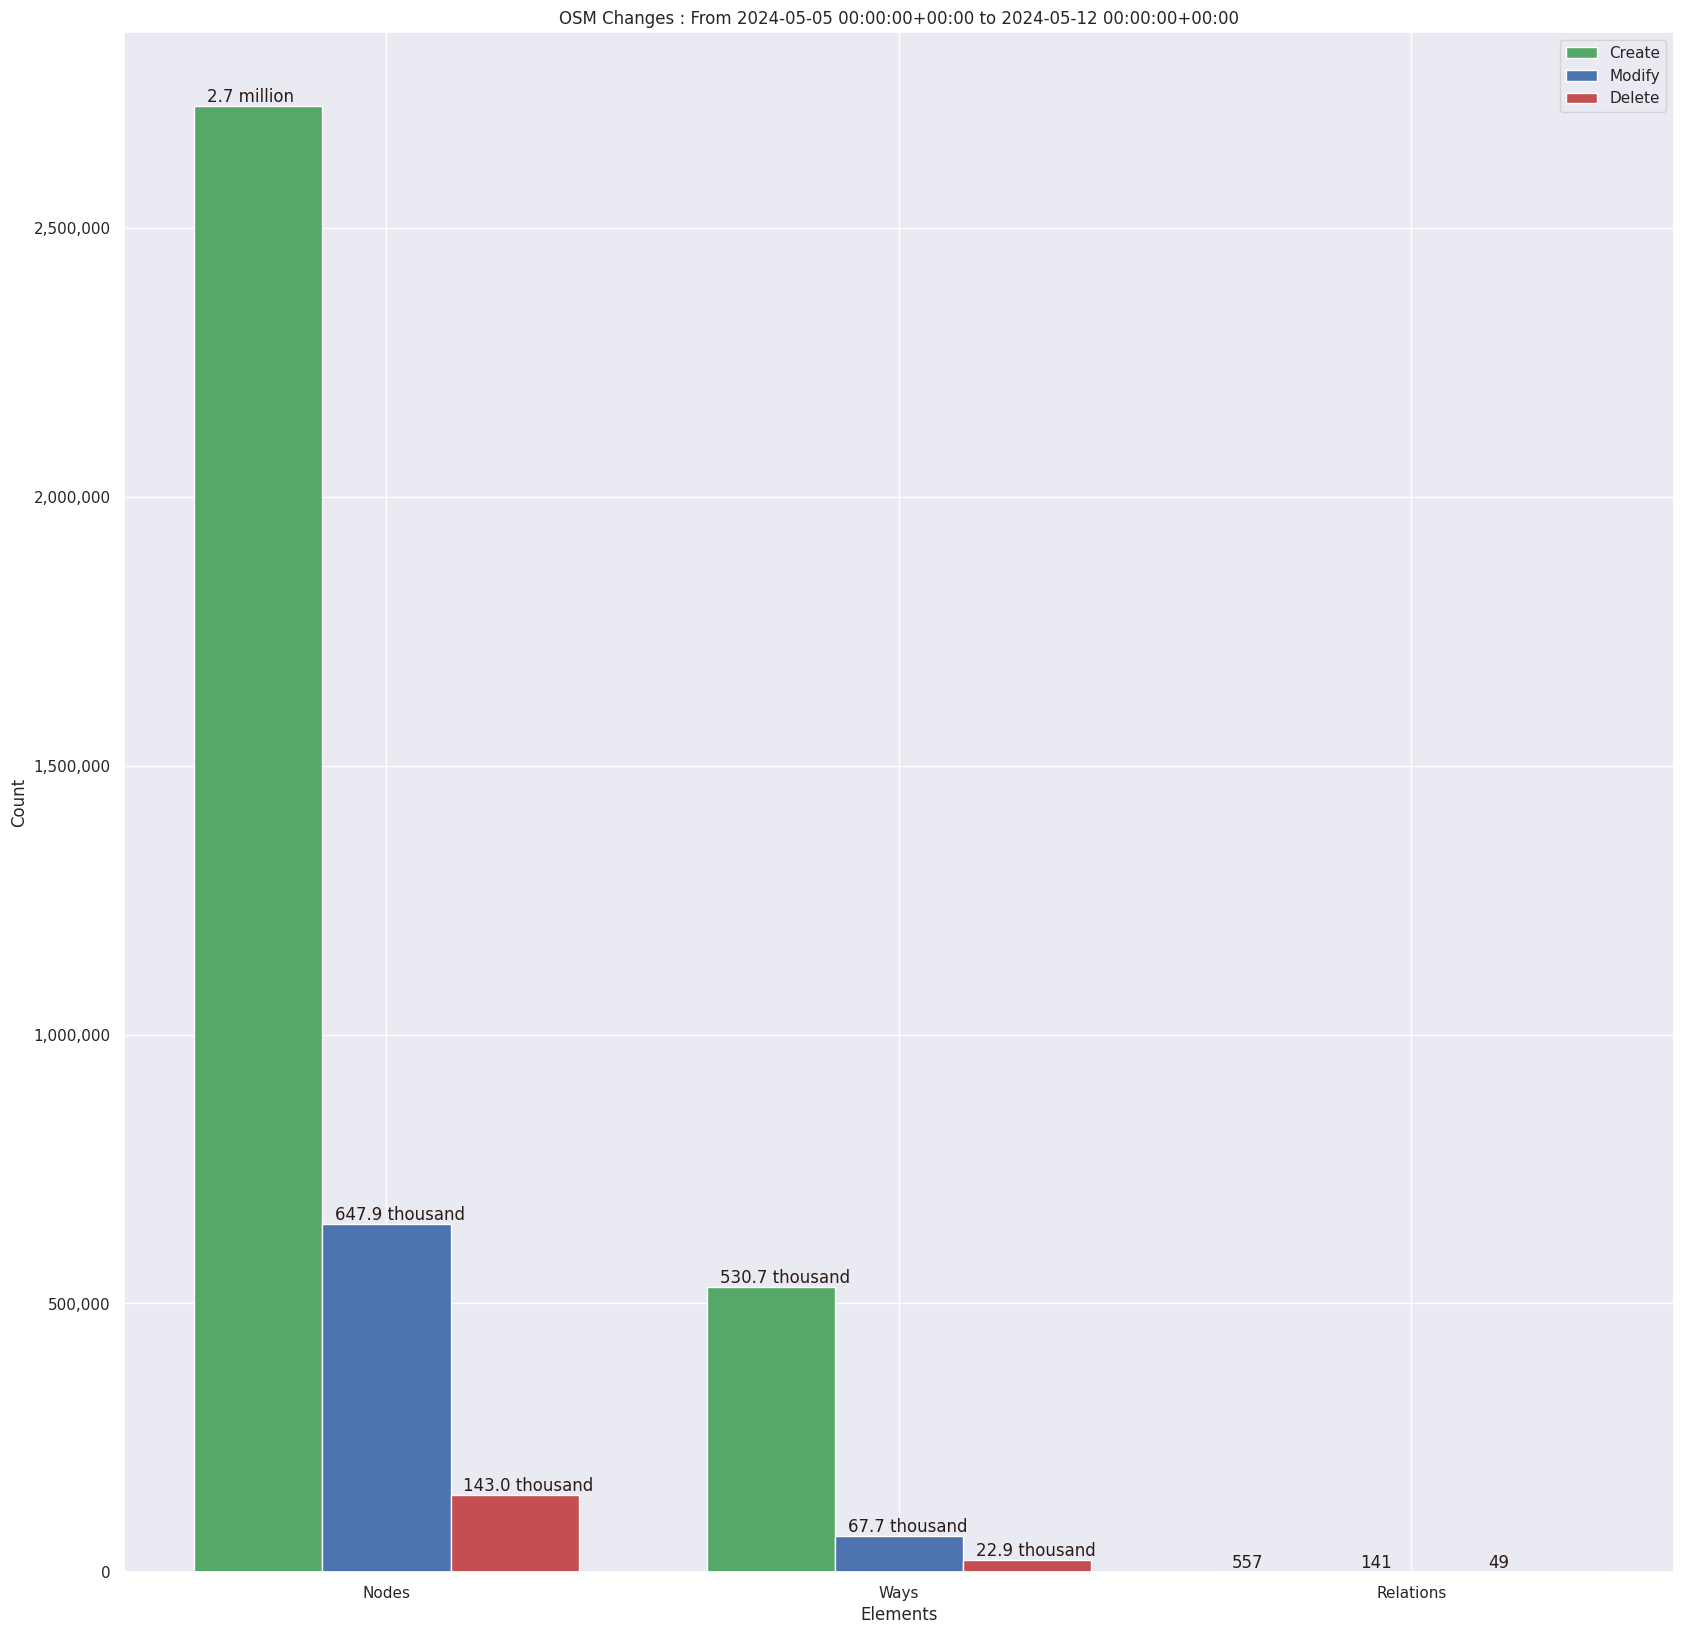 OSM Changes : From 2024-05-05 00:00:00+00:00 to 2024-05-12 00:00:00+00:00
Create
Modify
Delete
2.7 million
2,500,000
2,000,000
1,500,000
Count
1,000,000
647.9 thousand
530.7 thousand
500,000
143.0 thousand
67.7 thousand
22.9 thousand
557
141
49
0
Nodes
Ways
Relations
Elements